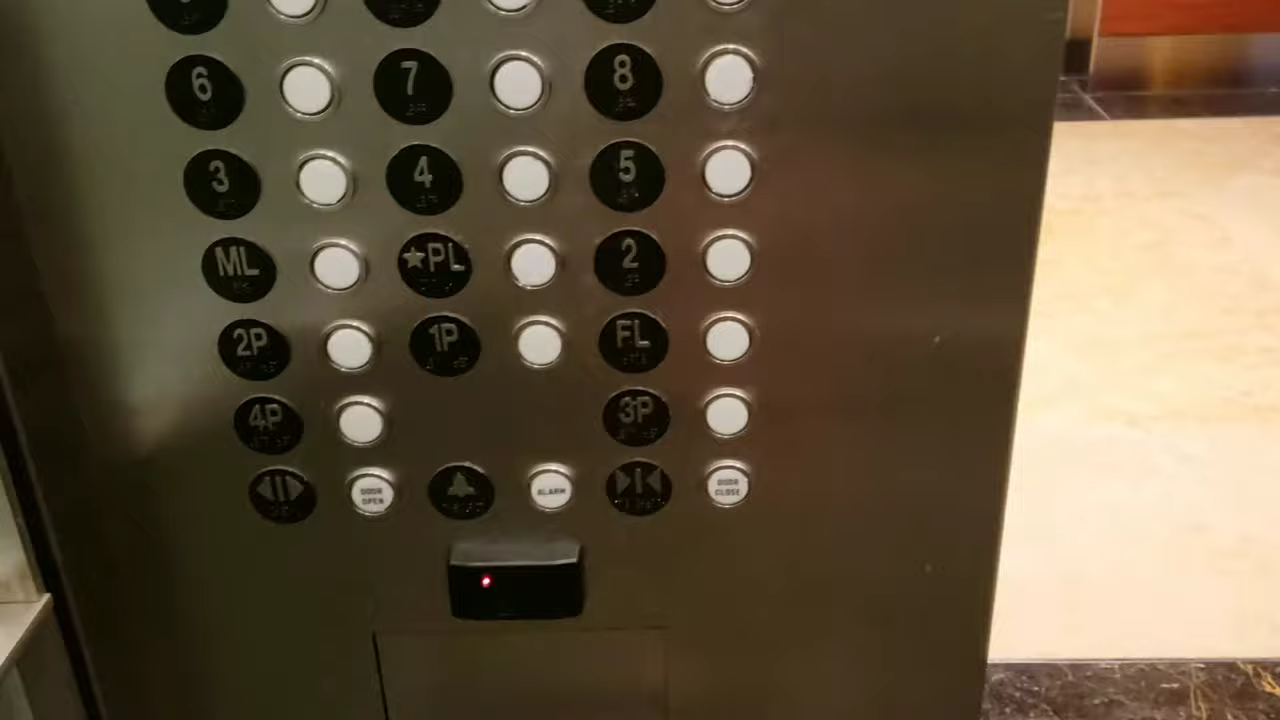 6 7 8
3 4 5
ML ★PL 2
2P 1P FL
4P 3P
DOOR OPEN ALARM DOOR CLOSE